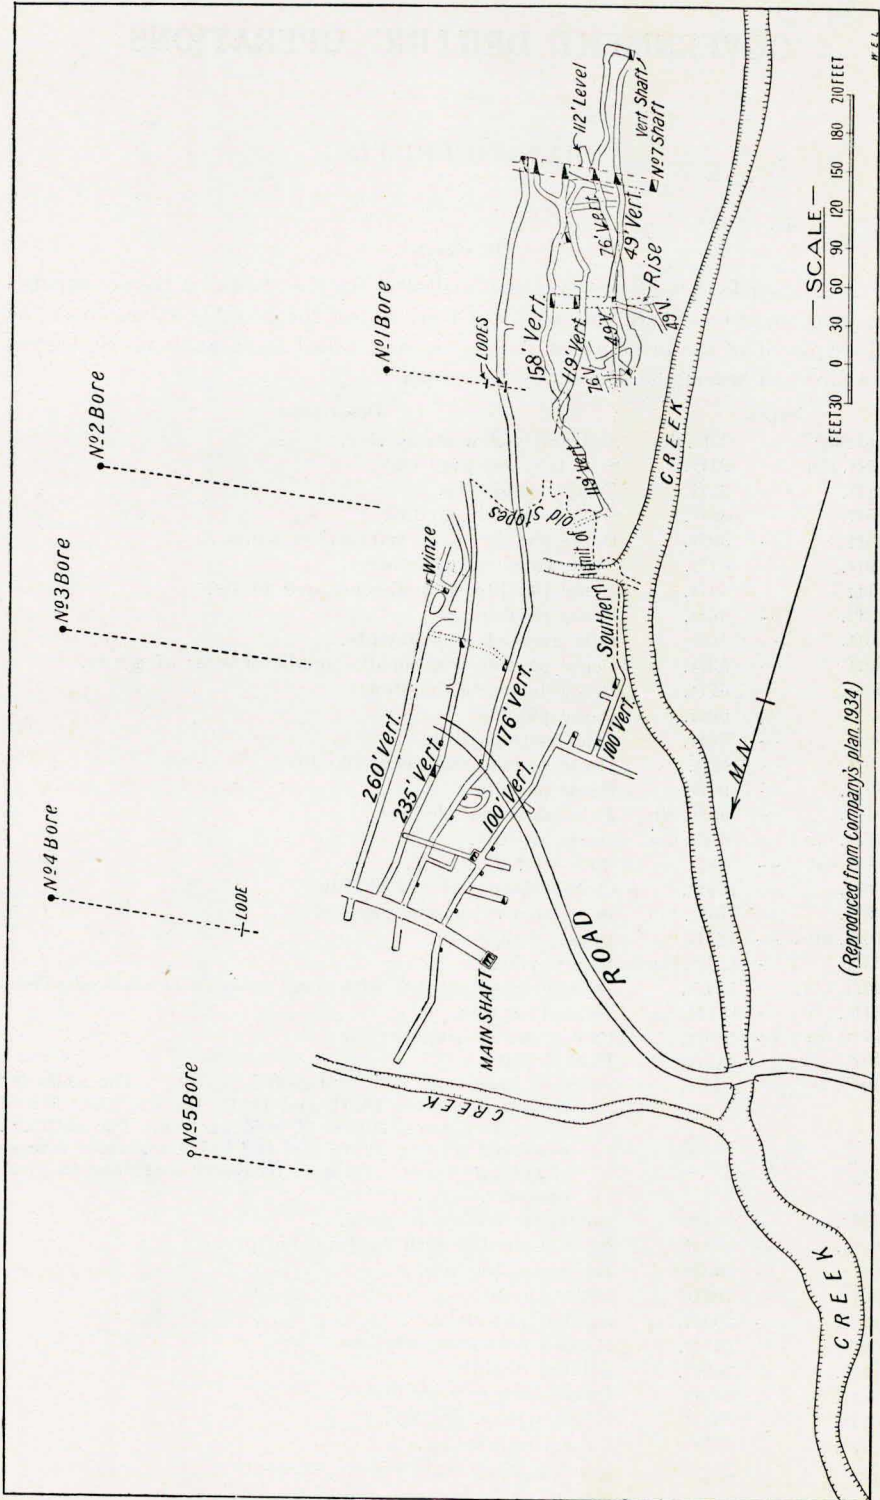 Nº5 Bore
Nº4 Bore
Nº3 Bore
Nº2 Bore
Nº1 Bore
LODE
LODES
260' Vert.
235' Vert.
176' Vert.
100' Vert.
100' Vert.
Winze
MAIN SHAFT
Southern limit of old stopes
158' Vert.
119' Vert
119' Vert
76' V.
49' V.
49' V.
76' Vert.
49' Vert.
Rise
112' Level
Vert Shaft
Nº7 Shaft
ROAD
CREEK
CREEK
CREEK
M.N.
— SCALE —
FEET 30 0 30 60 90 120 150 180 210 FEET
(Reproduced from Company's plan 1934)